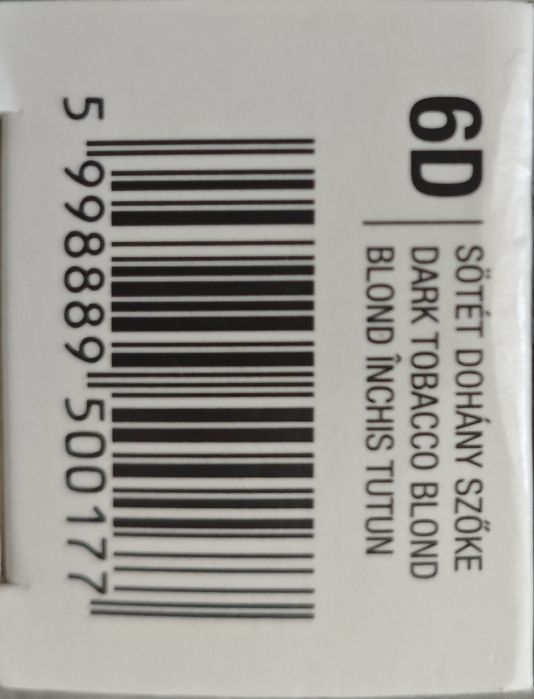 6D
SÖTÉT DOHÁNY SZŐKE
DARK TOBACCO BLOND
BLOND ÎNCHIS TUTUN
5 998889 500177